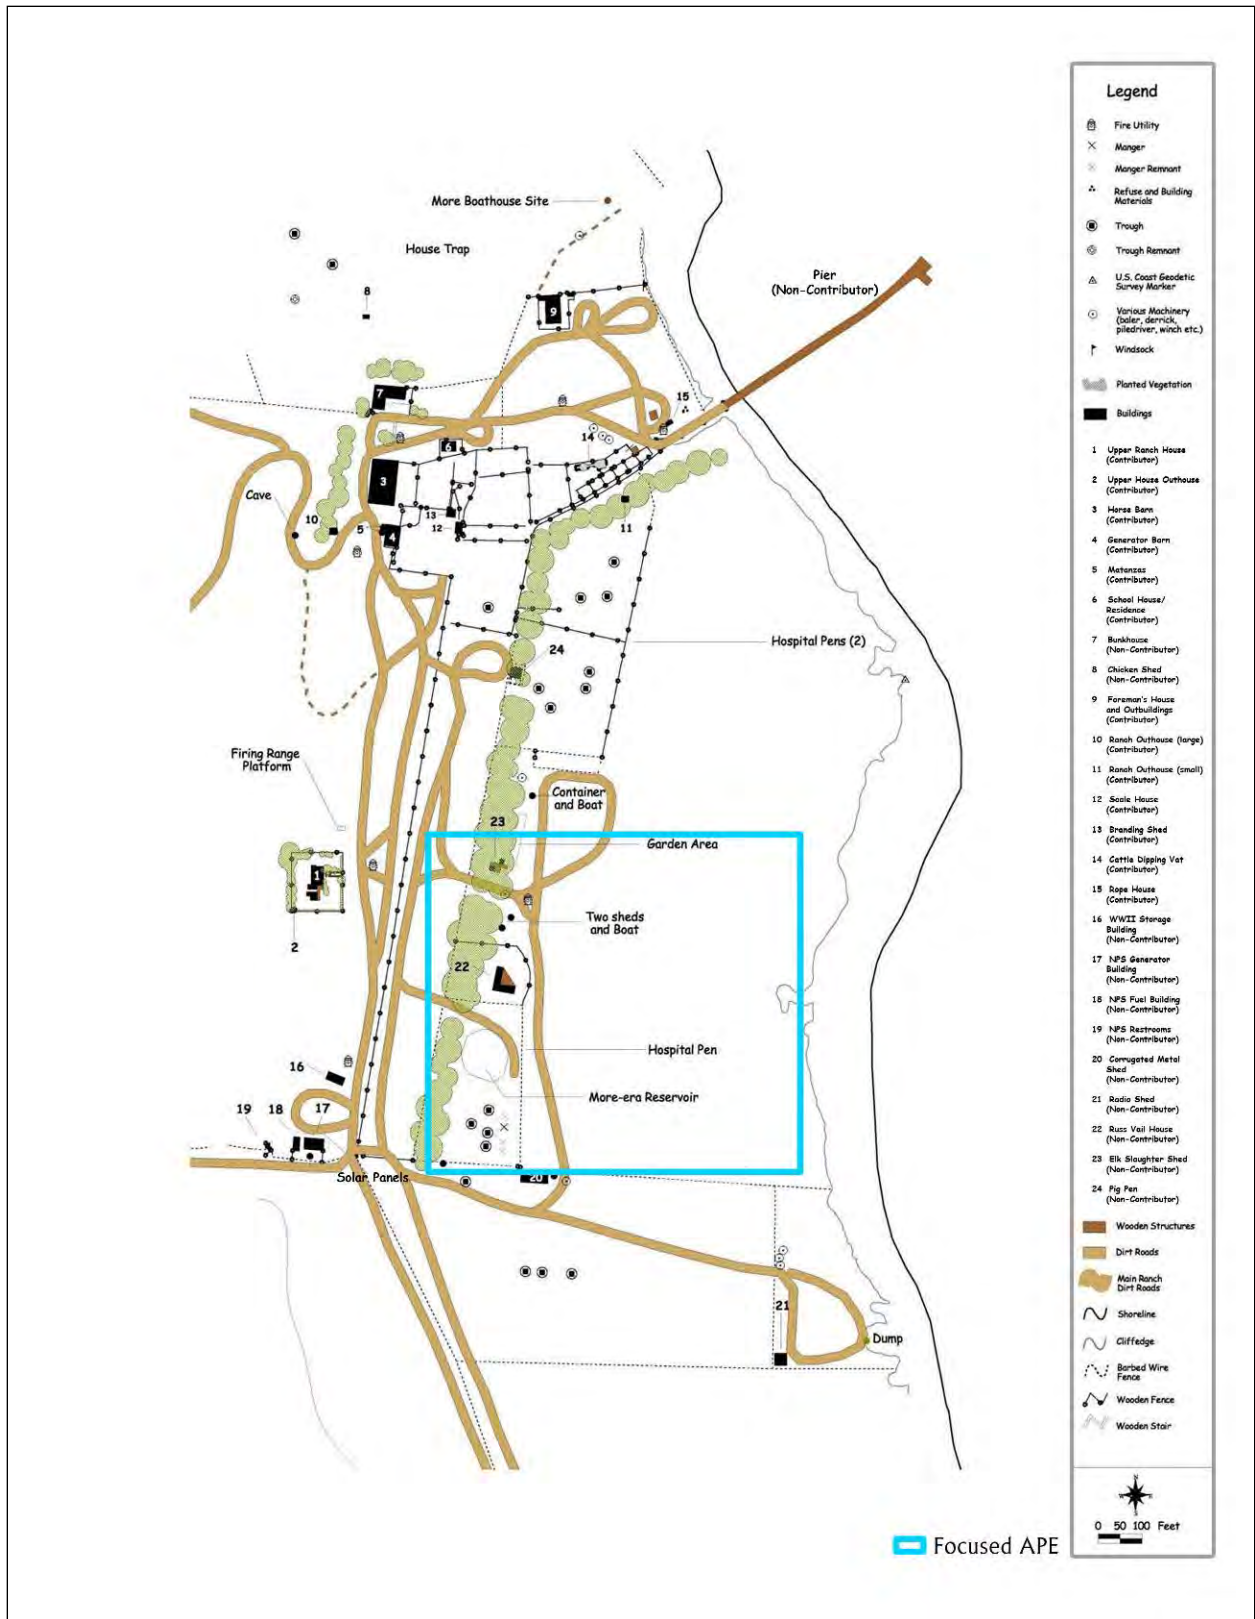 More Boathouse Site
House Trap
Pier
(Non-Contributor)
8
9
7
15
6
14
3
Cave
10
13
12
11
5
4
Hospital Pens (2)
24
Firing Range
Platform
Container
and Boat
23
Garden Area
1
Two sheds
and Boat
2
22
Hospital Pen
16
More-era Reservoir
19
18
17
Solar Panels
20
21
Dump
Legend
Fire Utility
Manger
Manger Remnant
Refuse and Building
Materials
Trough
Trough Remnant
U.S. Coast Geodetic
Survey Marker
Various Machinery
(baler, derrick,
piledriver, winch etc.)
Windsock
Planted Vegetation
Buildings
1 Upper Ranch House
(Contributor)
2 Upper House Outhouse
(Contributor)
3 Horse Barn
(Contributor)
4 Generator Barn
(Contributor)
5 Matanzas
(Contributor)
6 School House/
Residence
(Contributor)
7 Bunkhouse
(Non-Contributor)
8 Chicken Shed
(Non-Contributor)
9 Foreman's House
and Outbuildings
(Contributor)
10 Ranch Outhouse (large)
(Contributor)
11 Ranch Outhouse (small)
(Contributor)
12 Scale House
(Contributor)
13 Branding Shed
(Contributor)
14 Cattle Dipping Vat
(Contributor)
15 Rope House
(Contributor)
16 WWII Storage
Building
(Non-Contributor)
17 NPS Generator
Building
(Non-Contributor)
18 NPS Fuel Building
(Non-Contributor)
19 NPS Restrooms
(Non-Contributor)
20 Corrugated Metal
Shed
(Non-Contributor)
21 Radio Shed
(Non-Contributor)
22 Russ Vail House
(Non-Contributor)
23 Elk Slaughter Shed
(Non-Contributor)
24 Pig Pen
(Non-Contributor)
Wooden Structures
Dirt Roads
Main Ranch
Dirt Roads
Shoreline
Cliffedge
Barbed Wire
Fence
Wooden Fence
Wooden Stair
N
W E
S
0 50 100 Feet
Focused APE